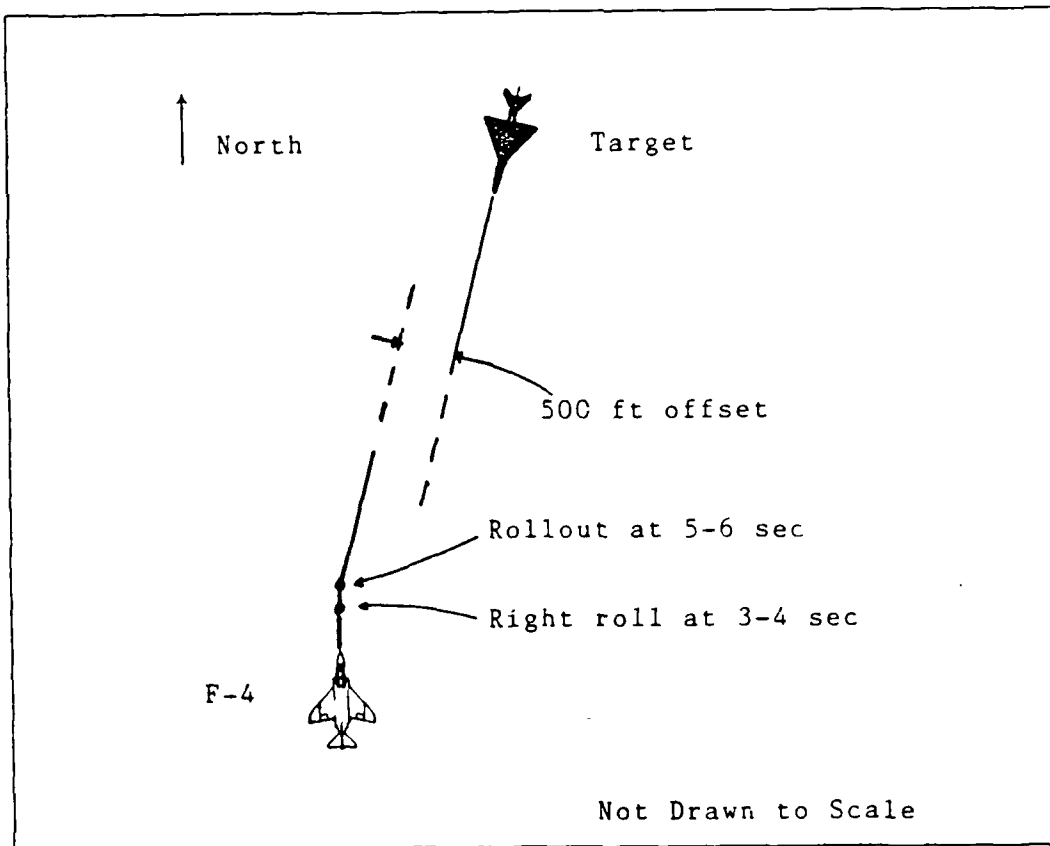 North
Target
500 ft offset
Rollout at 5-6 sec
Right roll at 3-4 sec
F-4
Not Drawn to Scale